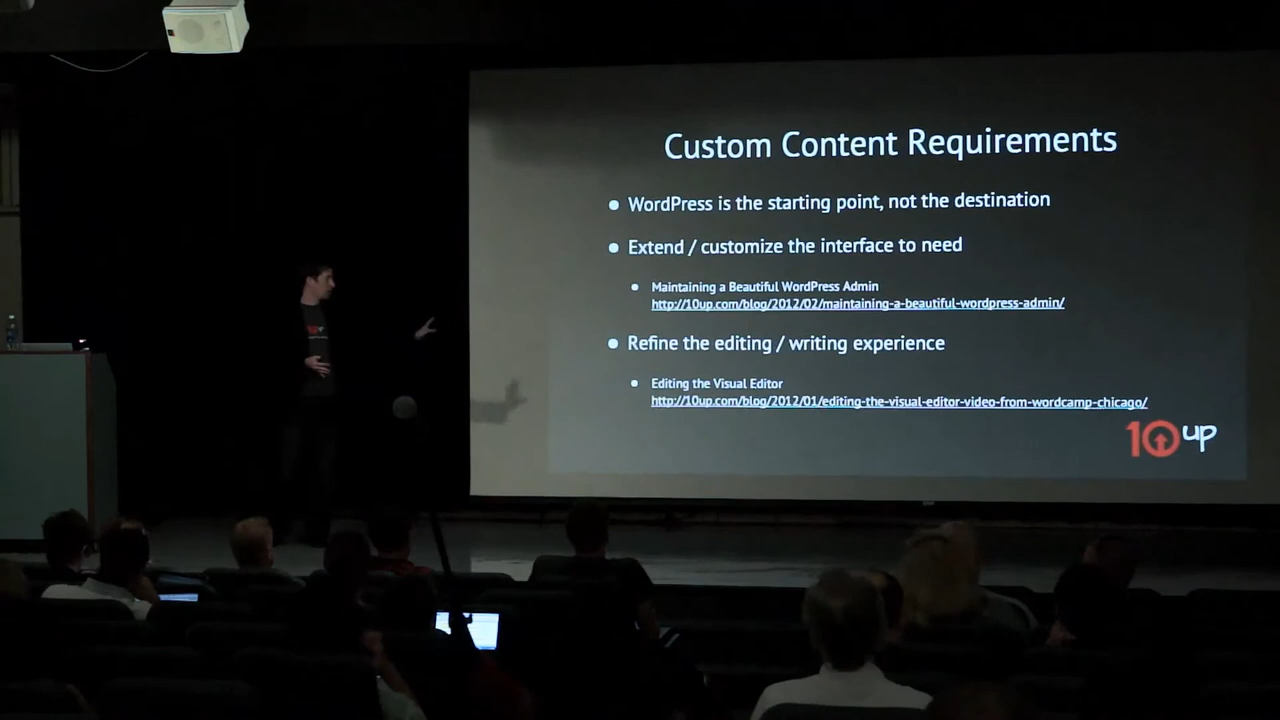 Custom Content Requirements
WordPress is the starting point, not the destination
Extend / customize the interface to need
Maintaining a Beautiful WordPress Admin
http://10up.com/blog/2012/02/maintaining-a-beautiful-wordpress-admin/
Refine the editing / writing experience
Editing the Visual Editor
http://10up.com/blog/2012/01/editing-the-visual-editor-video-from-wordcamp-chicago/
10up
10up